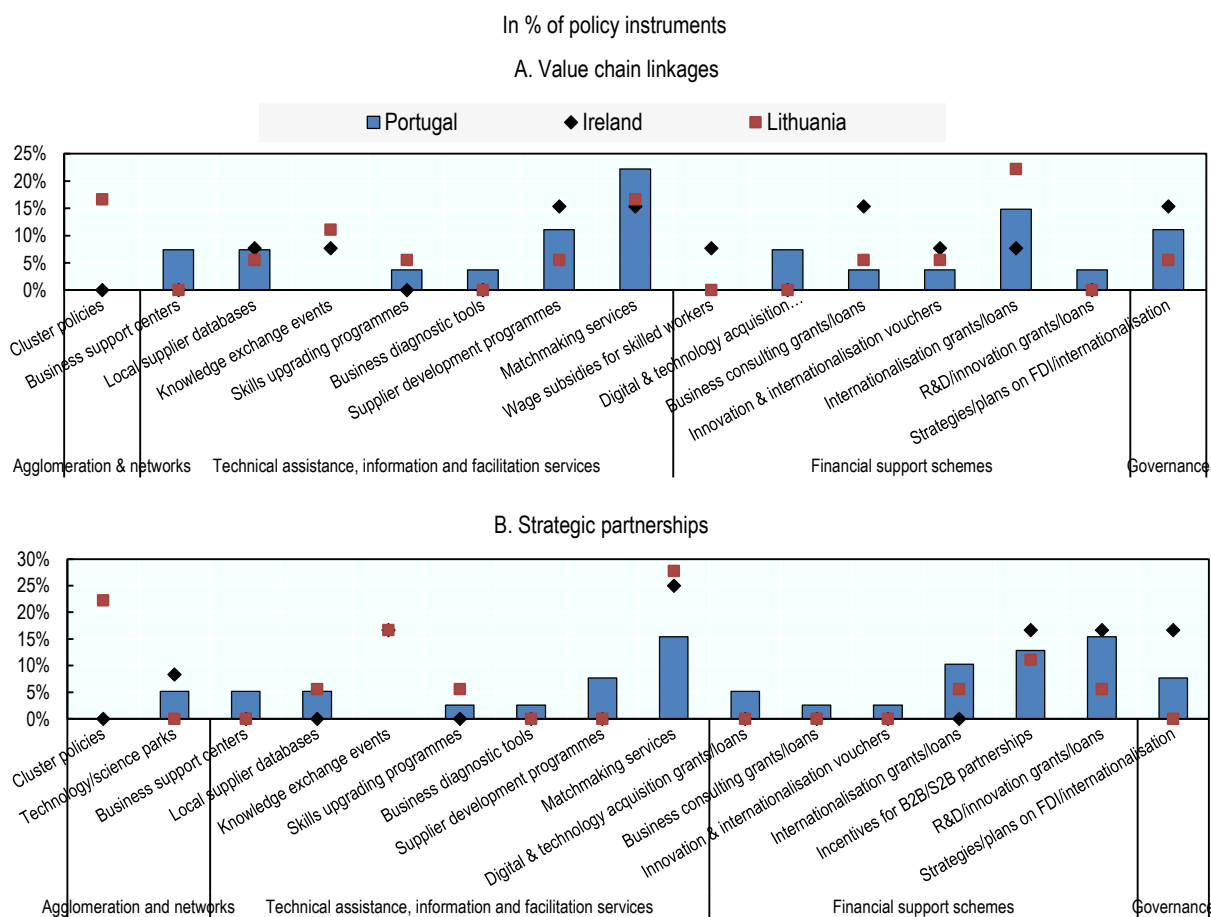 In % of policy instruments
A. Value chain linkages
Portugal Ireland Lithuania
25%
20%
15%
10%
5%
0%
Cluster policies
Business support centers
Local supplier databases
Knowledge exchange events
Skills upgrading programmes
Business diagnostic tools
Supplier development programmes
Matchmaking services
Wage subsidies for skilled workers
Digital & technology acquisition...
Business consulting grants/loans
Innovation & internationalisation vouchers
Internationalisation grants/loans
R&D/innovation grants/loans
Strategies/plans on FDI/internationalisation
Agglomeration & networks Technical assistance, information and facilitation services Financial support schemes Governance
B. Strategic partnerships
30%
25%
20%
15%
10%
5%
0%
Cluster policies
Technology/science parks
Business support centers
Local supplier databases
Knowledge exchange events
Skills upgrading programmes
Business diagnostic tools
Supplier development programmes
Matchmaking services
Digital & technology acquisition grants/loans
Business consulting grants/loans
Innovation & internationalisation vouchers
Internationalisation grants/loans
Incentives for B2B/S2B partnerships
R&D/innovation grants/loans
Strategies/plans on FDI/internationalisation
Agglomeration and networks Technical assistance, information and facilitation services Financial support schemes Governance